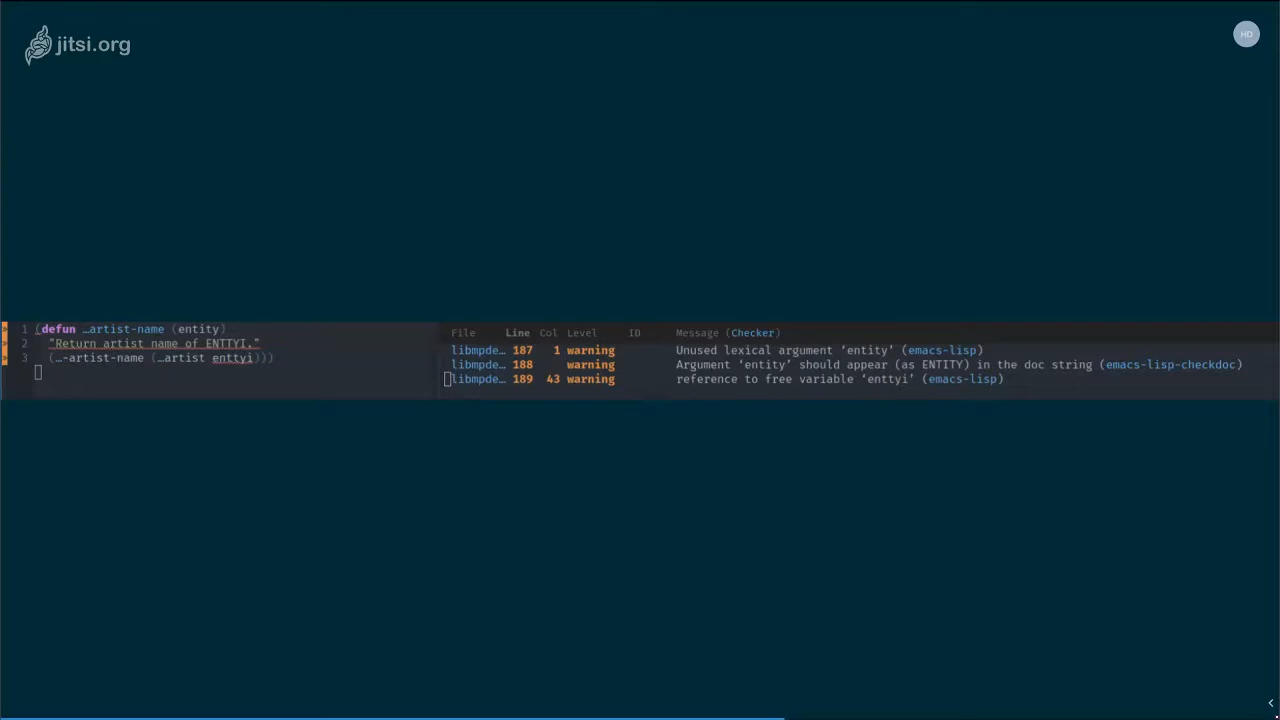 jitsi.org
HD
1 (defun …artist-name (entity)
2 "Return artist name of ENTTYI."
3 (…-artist-name (…artist enttyi)))
File Line Col Level ID Message (Checker)
libmpde… 187 1 warning Unused lexical argument ‘entity’ (emacs-lisp)
libmpde… 188 warning Argument ‘entity’ should appear (as ENTITY) in the doc string (emacs-lisp-checkdoc)
libmpde… 189 43 warning reference to free variable ‘enttyi’ (emacs-lisp)